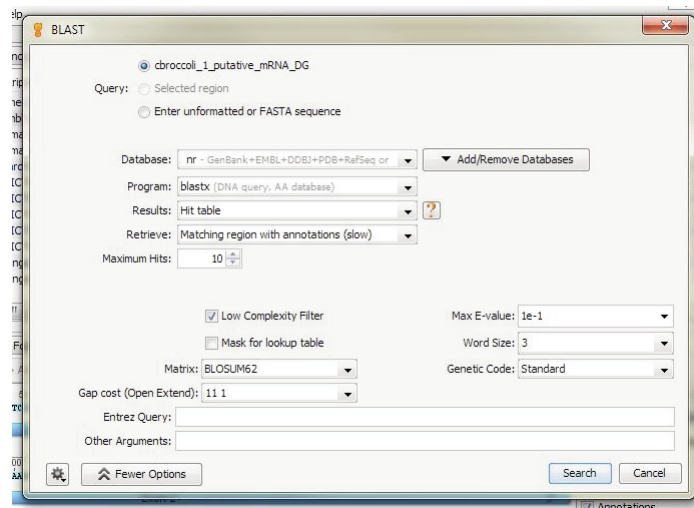 elp
BLAST
cbroccoli_1_putative_mRNA_DG
Query: Selected region
Enter unformatted or FASTA sequence
Database: nr - GenBank+EMBL+DDBJ+PDB+RefSeq or
Add/Remove Databases
Program: blastx (DNA query, AA database)
Results: Hit table
?
Retrieve: Matching region with annotations (slow)
Maximum Hits: 10
Low Complexity Filter
Max E-value: 1e-1
Mask for lookup table
Word Size: 3
Matrix: BLOSUM62
Genetic Code: Standard
Gap cost (Open Extend): 11 1
Entrez Query:
Other Arguments:
Fewer Options
Search
Cancel
Annotations